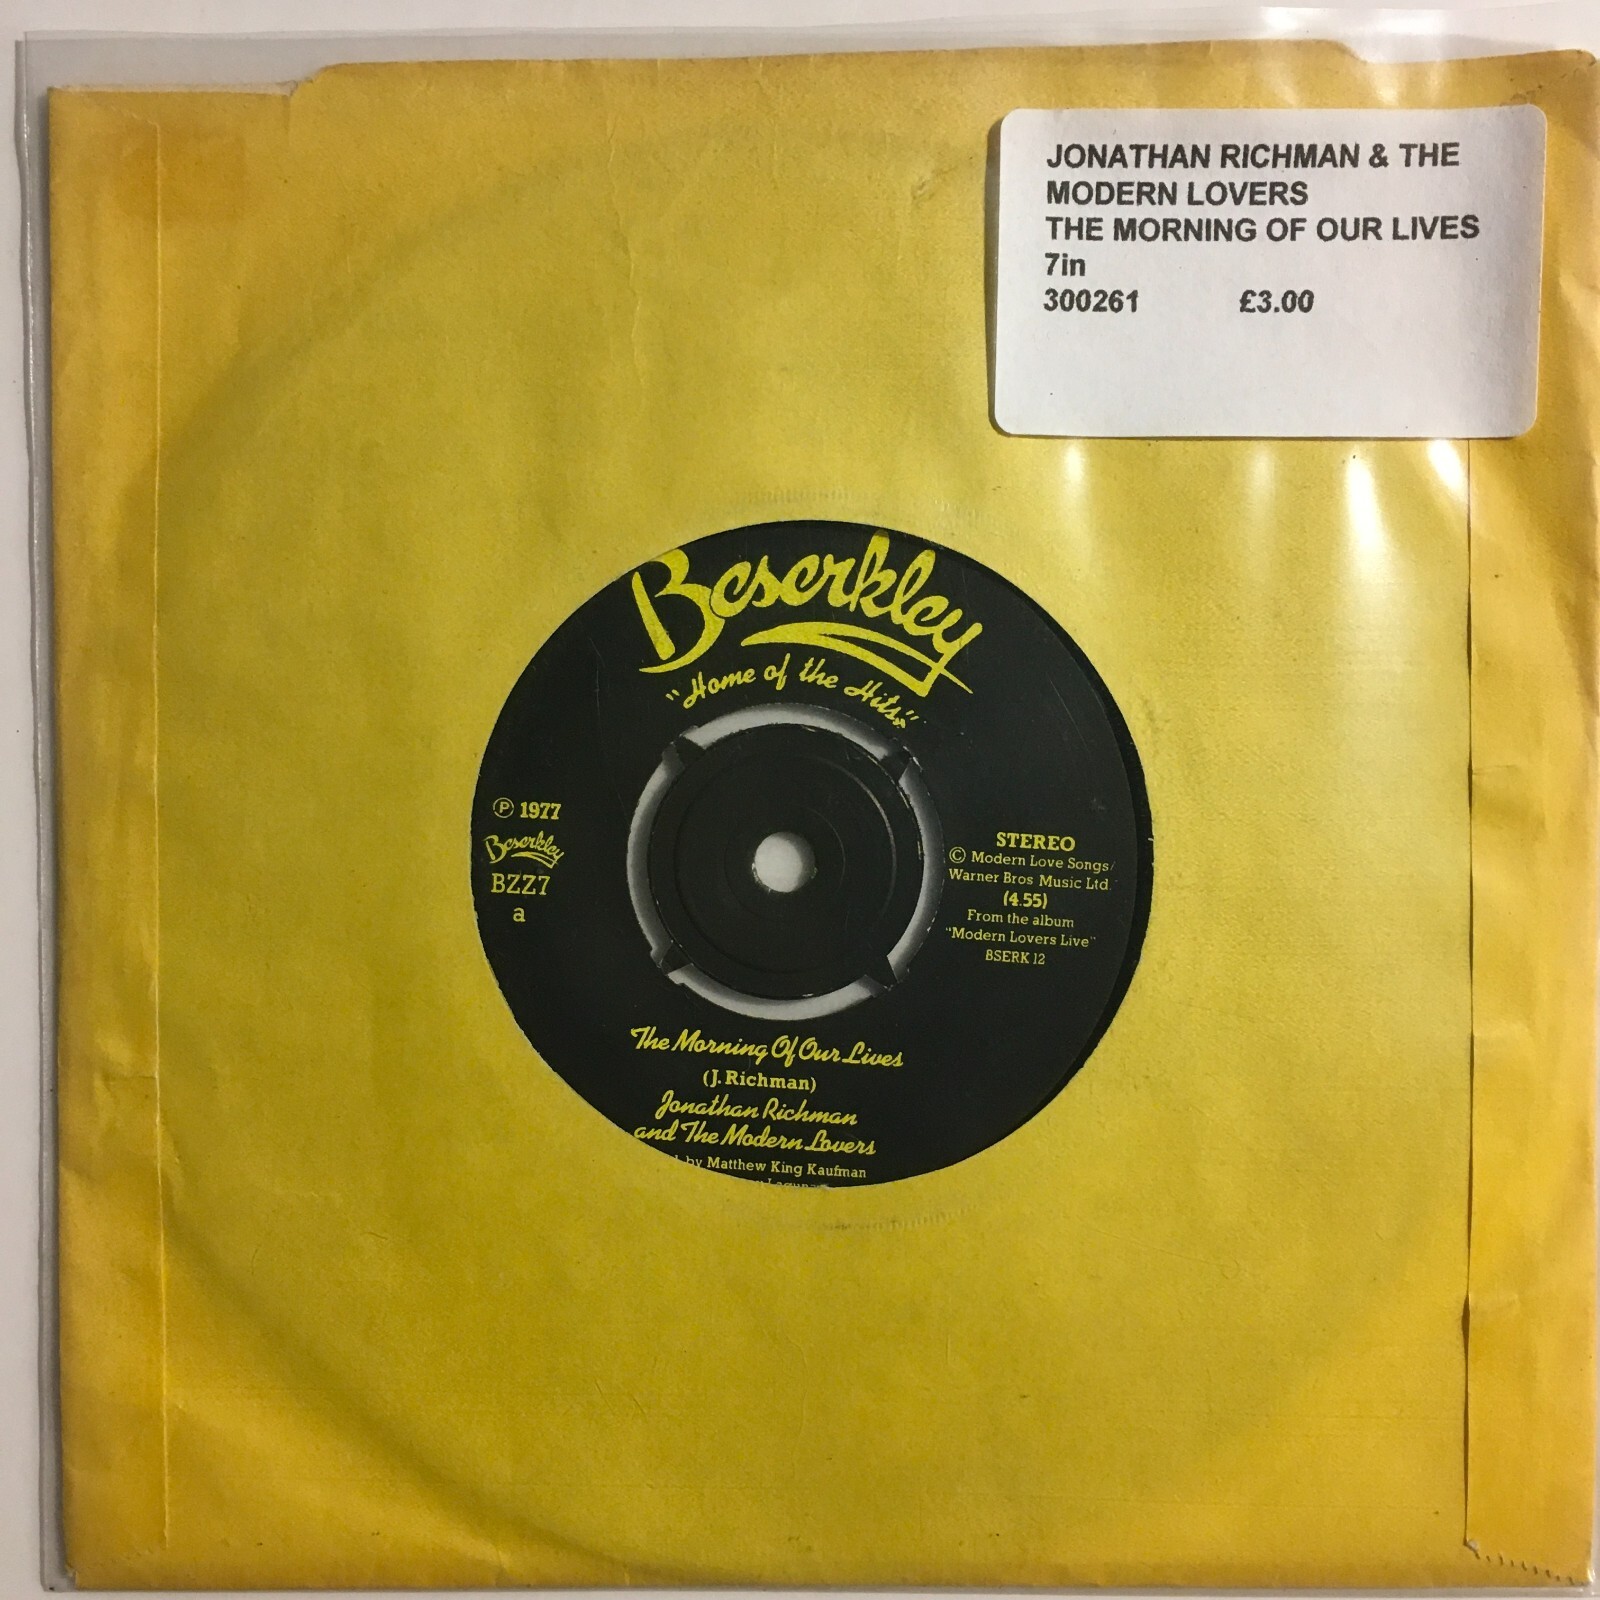 JONATHAN RICHMAN & THE
MODERN LOVERS
THE MORNING OF OUR LIVES
7in
300261 £3.00
Beserkley
"Home of the Hits"
℗ 1977
Beserkley
BZZ7
a
STEREO
© Modern Love Songs/
Warner Bros Music Ltd.
(4.55)
From the album
"Modern Lovers Live"
BSERK 12
The Morning Of Our Lives
(J. Richman)
Jonathan Richman
and The Modern Lovers
by Matthew King Kaufman